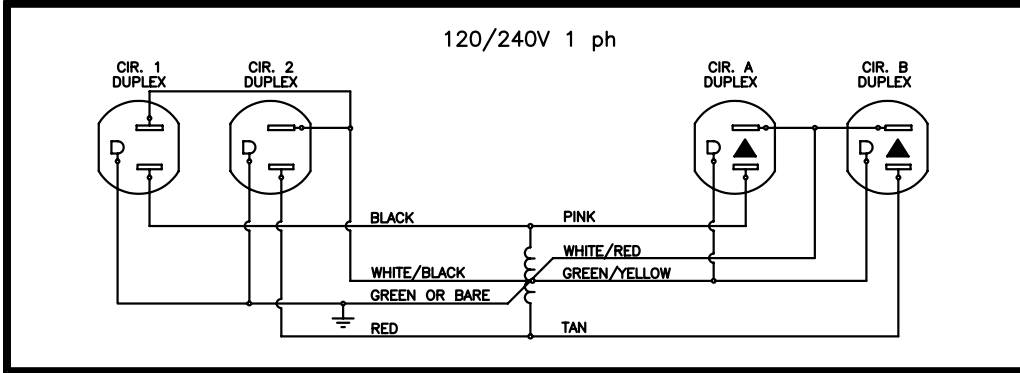 120/240V 1 ph
CIR. 1
DUPLEX
CIR. 2
DUPLEX
CIR. A
DUPLEX
CIR. B
DUPLEX
BLACK
PINK
WHITE/RED
WHITE/BLACK
GREEN/YELLOW
GREEN OR BARE
RED
TAN